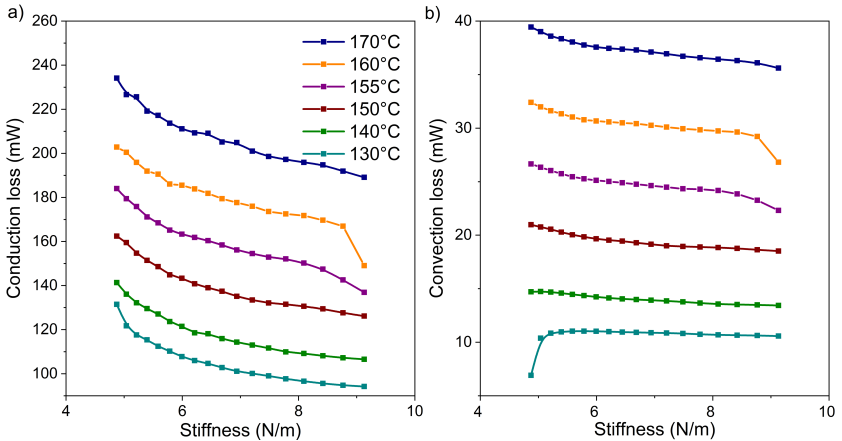 a)
260
240
220
200
180
160
140
120
100
4
6
8
10
Conduction loss (mW)
Stiffness (N/m)
170°C
160°C
155°C
150°C
140°C
130°C
b)
40
30
20
10
4
6
8
10
Convection loss (mW)
Stiffness (N/m)